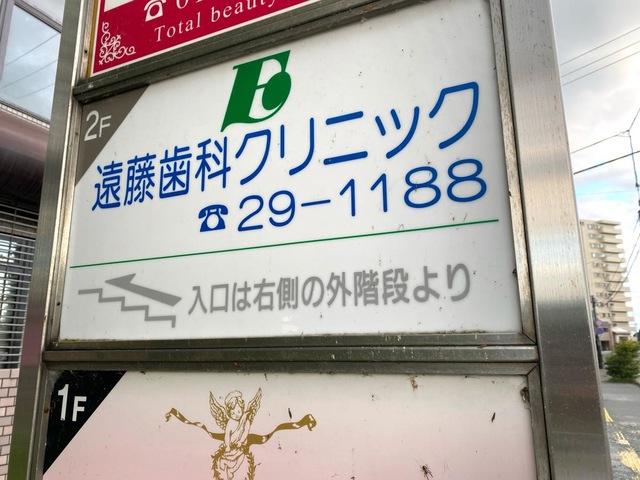 Total beauty
E
2F
遠藤歯科クリニック
☎29-1188
入口は右側の外階段より
1F